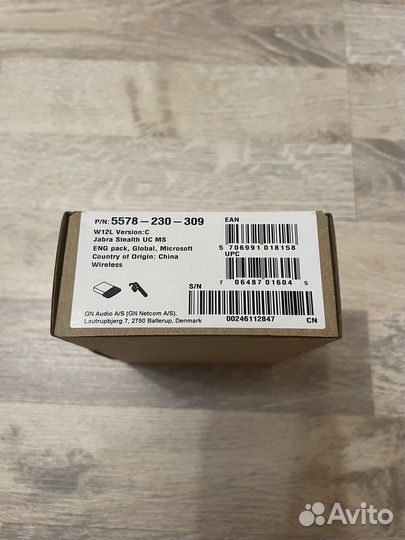 P/N: 5578-230-309
W12L Version:C
Jabra Stealth UC MS
ENG pack, Global, Microsoft
Country of Origin: China
Wireless
GN Audio A/S (GN Netcom A/S),
Lautrupbjerg 7, 2750 Ballerup, Denmark
EAN
5 706991 018158
UPC
7 06487 01604 5
S/N
00246112847
CN
Avito